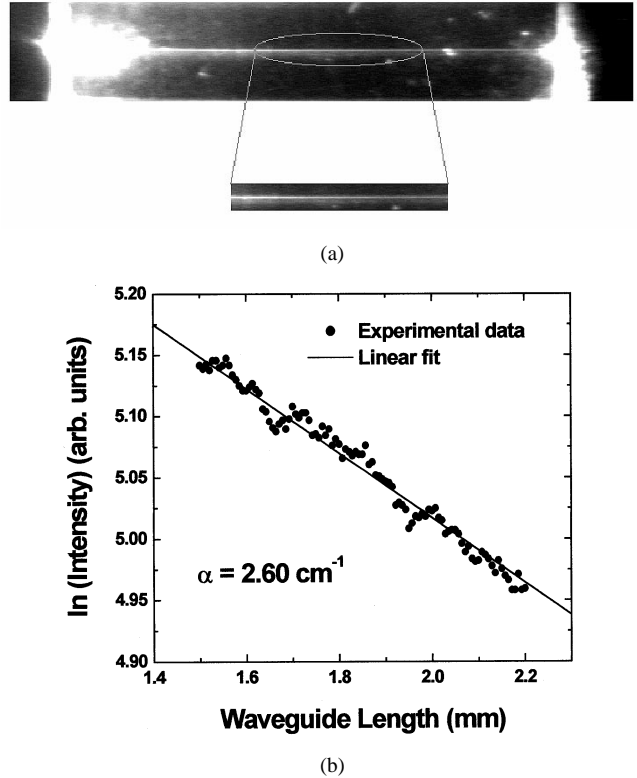 (a)
5.20
5.15
5.10
5.05
5.00
4.95
4.90
ln (Intensity) (arb. units)
Experimental data
Linear fit
α = 2.60 cm⁻¹
1.4 1.6 1.8 2.0 2.2
Waveguide Length (mm)
(b)